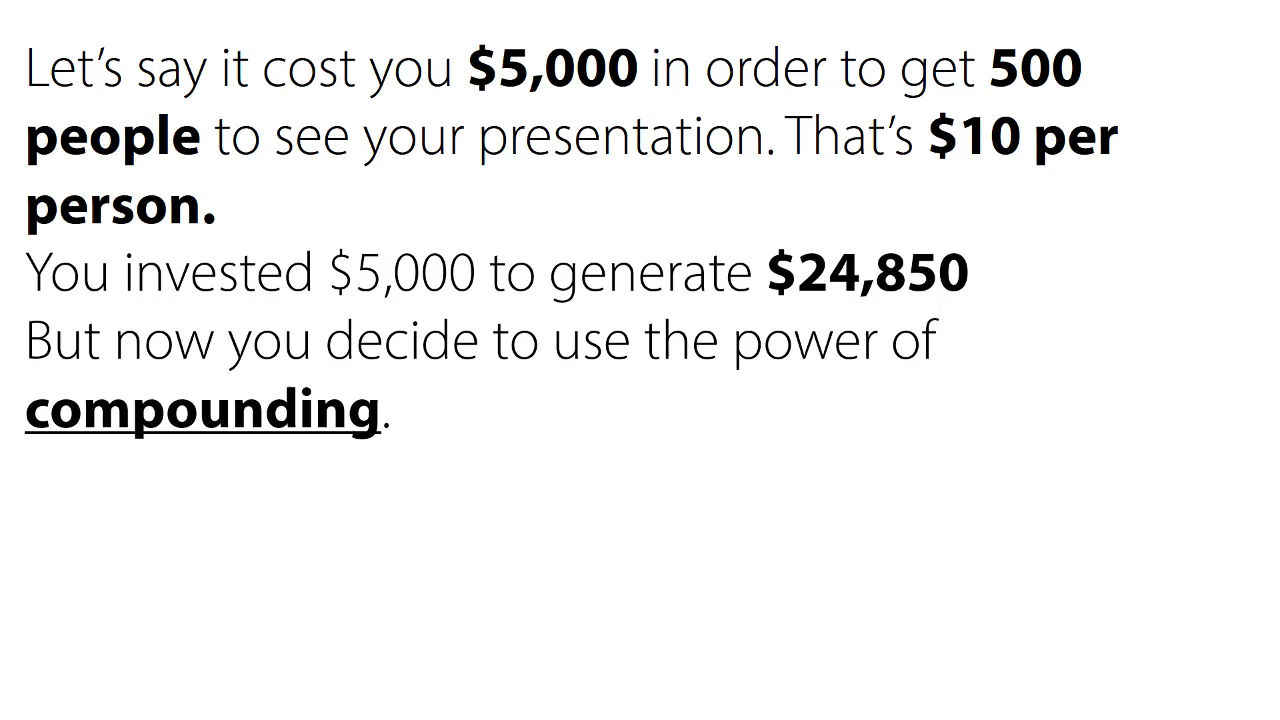 Let’s say it cost you $5,000 in order to get 500
people to see your presentation. That’s $10 per
person.
You invested $5,000 to generate $24,850
But now you decide to use the power of
compounding.